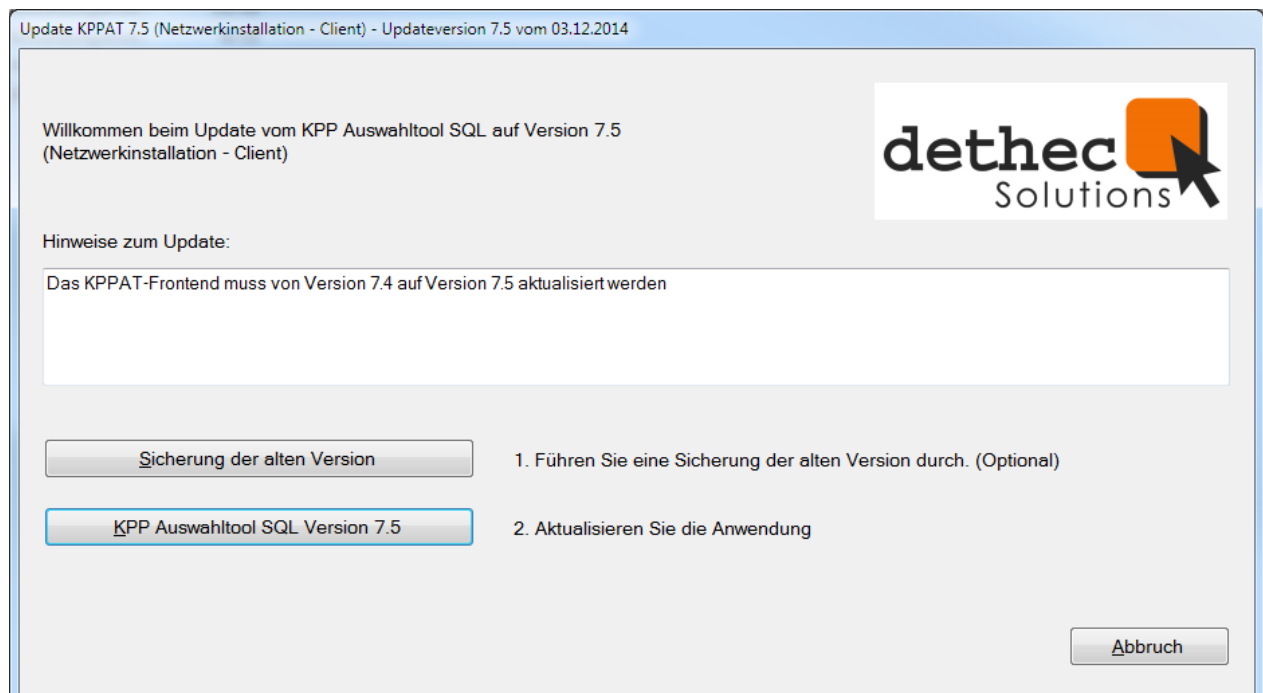 Update KPPAT 7.5 (Netzwerkinstallation - Client) - Updateversion 7.5 vom 03.12.2014
Willkommen beim Update vom KPP Auswahltool SQL auf Version 7.5
(Netzwerkinstallation - Client)
dethec
Solutions
Hinweise zum Update:
Das KPPAT-Frontend muss von Version 7.4 auf Version 7.5 aktualisiert werden
Sicherung der alten Version
1. Führen Sie eine Sicherung der alten Version durch. (Optional)
KPP Auswahltool SQL Version 7.5
2. Aktualisieren Sie die Anwendung
Abbruch